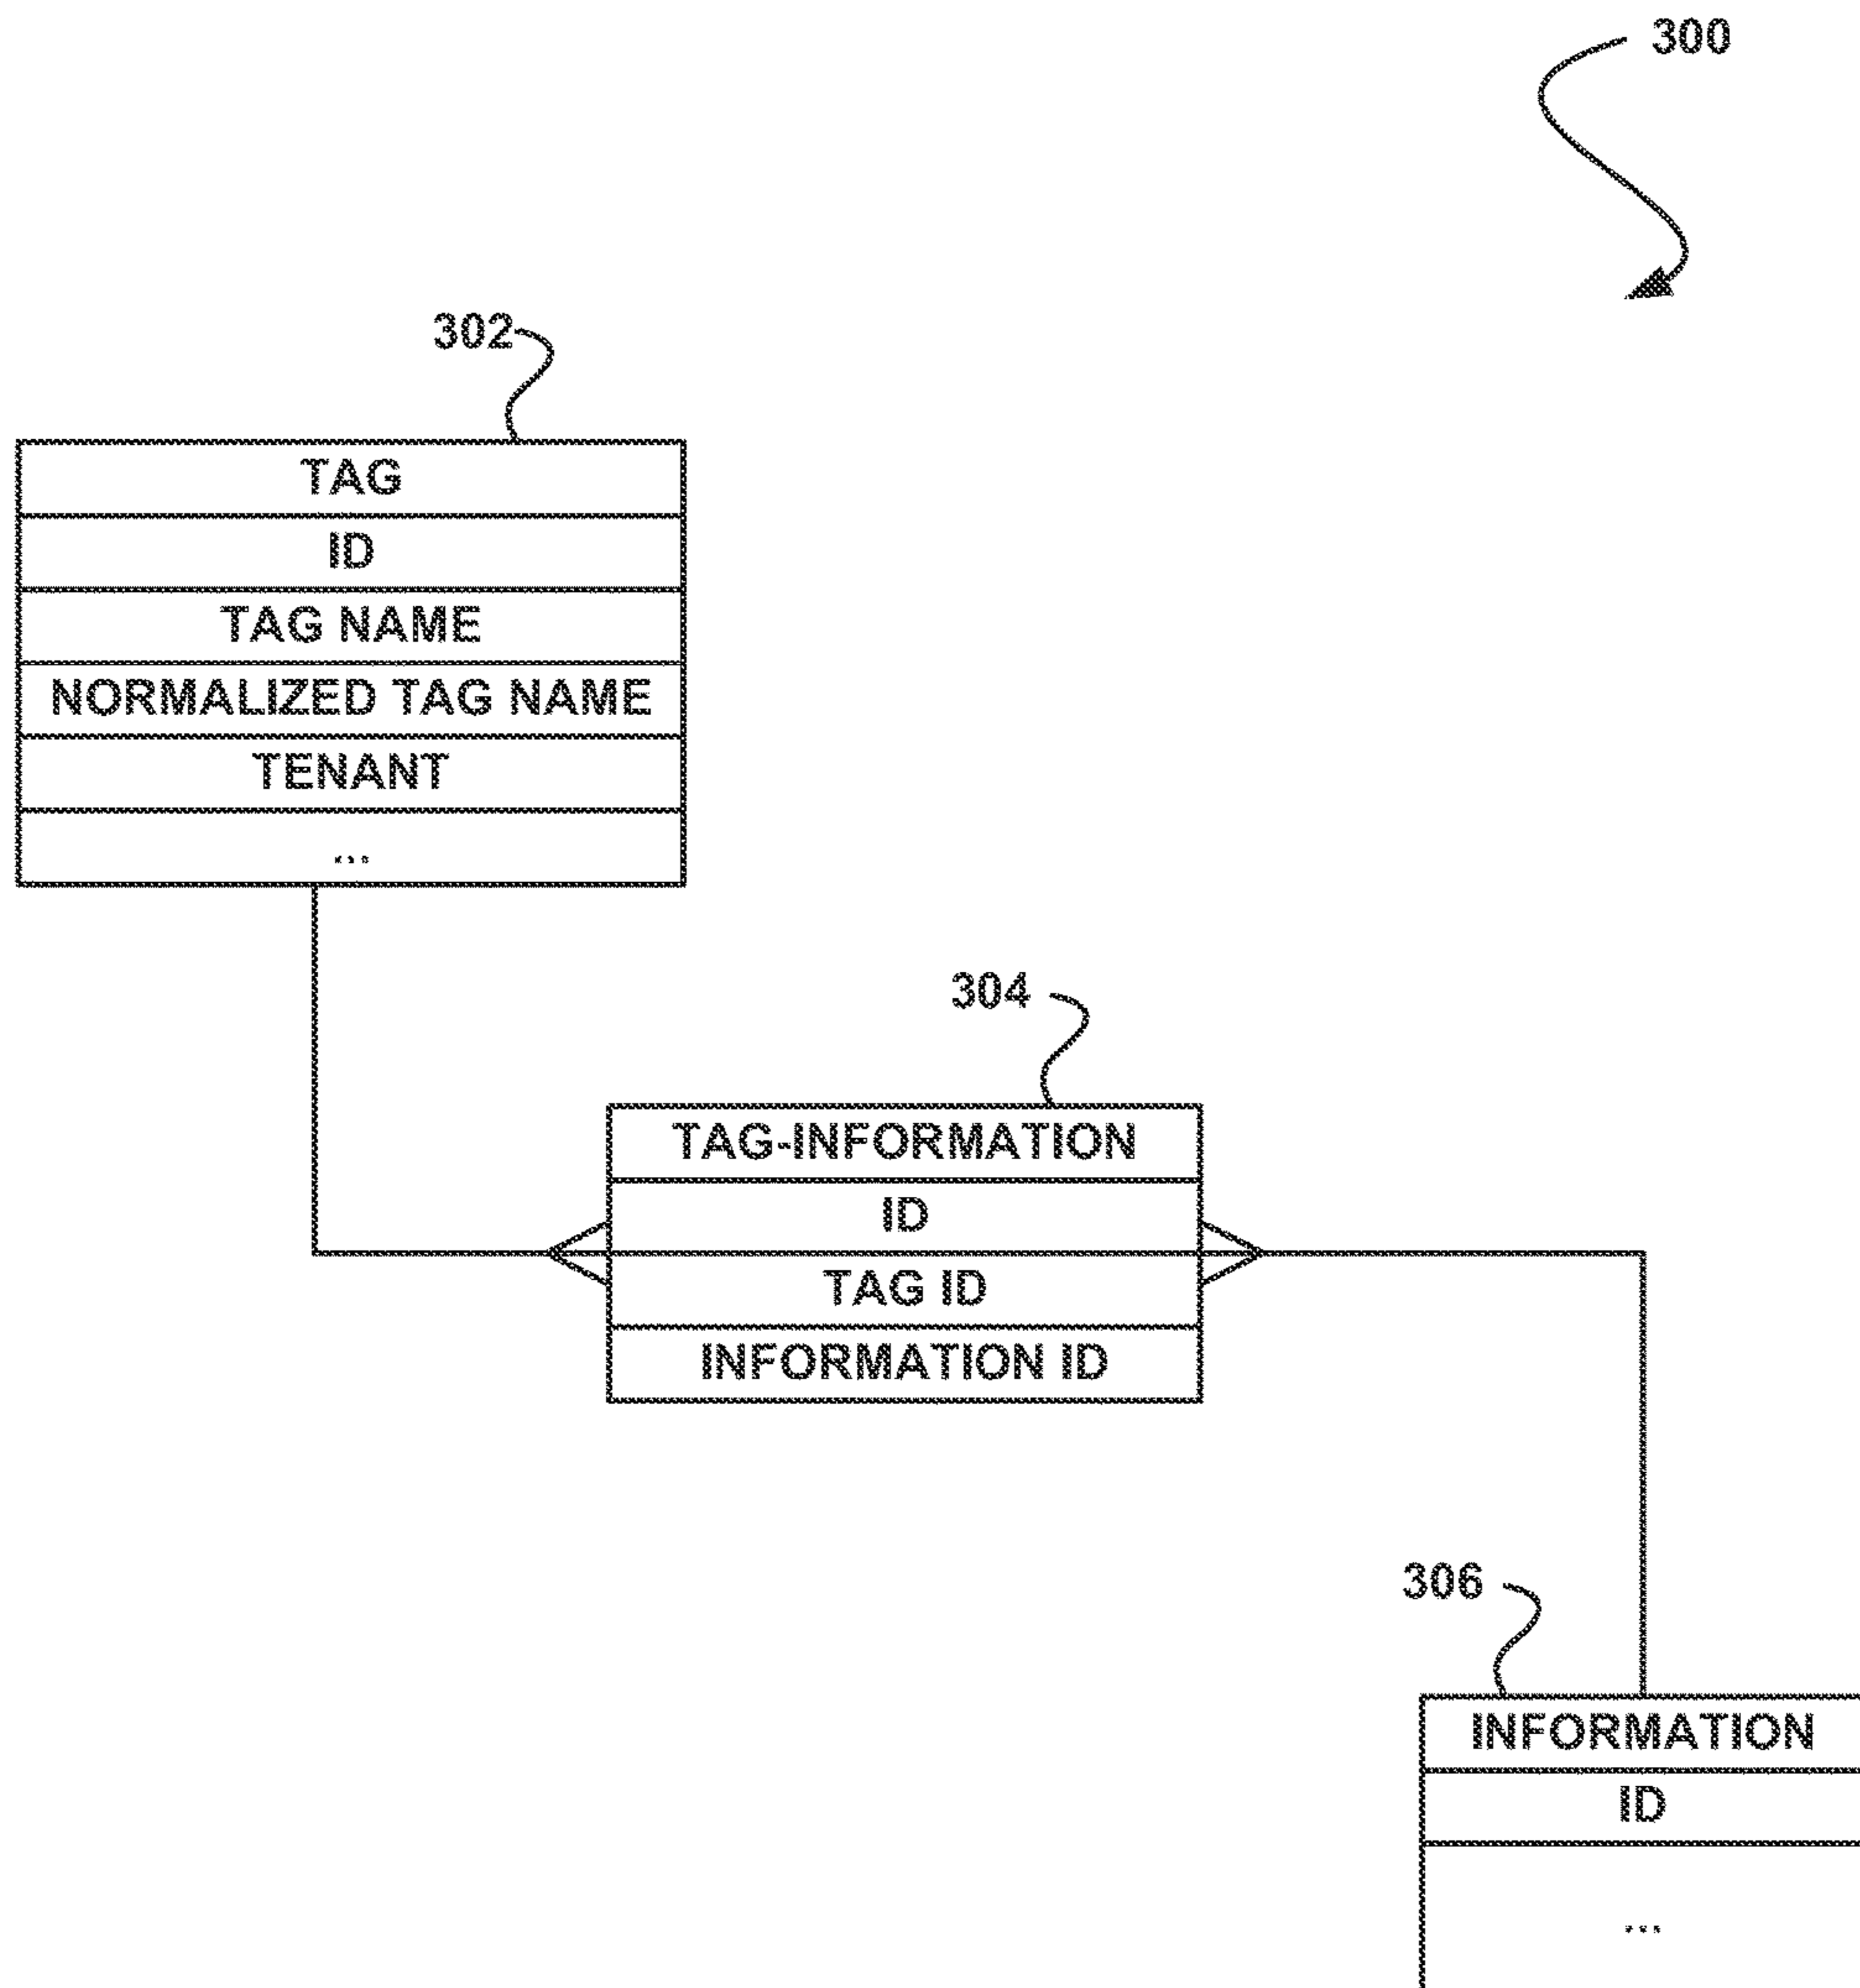 300
302
TAG
ID
TAG NAME
NORMALIZED TAG NAME
TENANT
...
304
TAG-INFORMATION
ID
TAG ID
INFORMATION ID
306
INFORMATION
ID
...